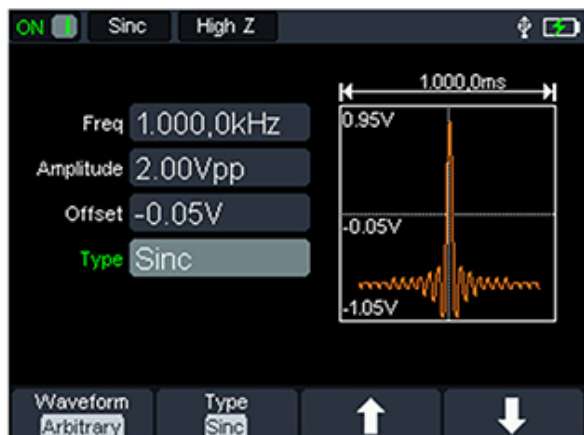 ON Sinc High Z
1.000,0ms
Freq 1.000,0kHz
Amplitude 2.00Vpp
Offset -0.05V
Type Sinc
0.95V
-0.05V
-1.05V
Waveform Type
Arbitrary Sinc